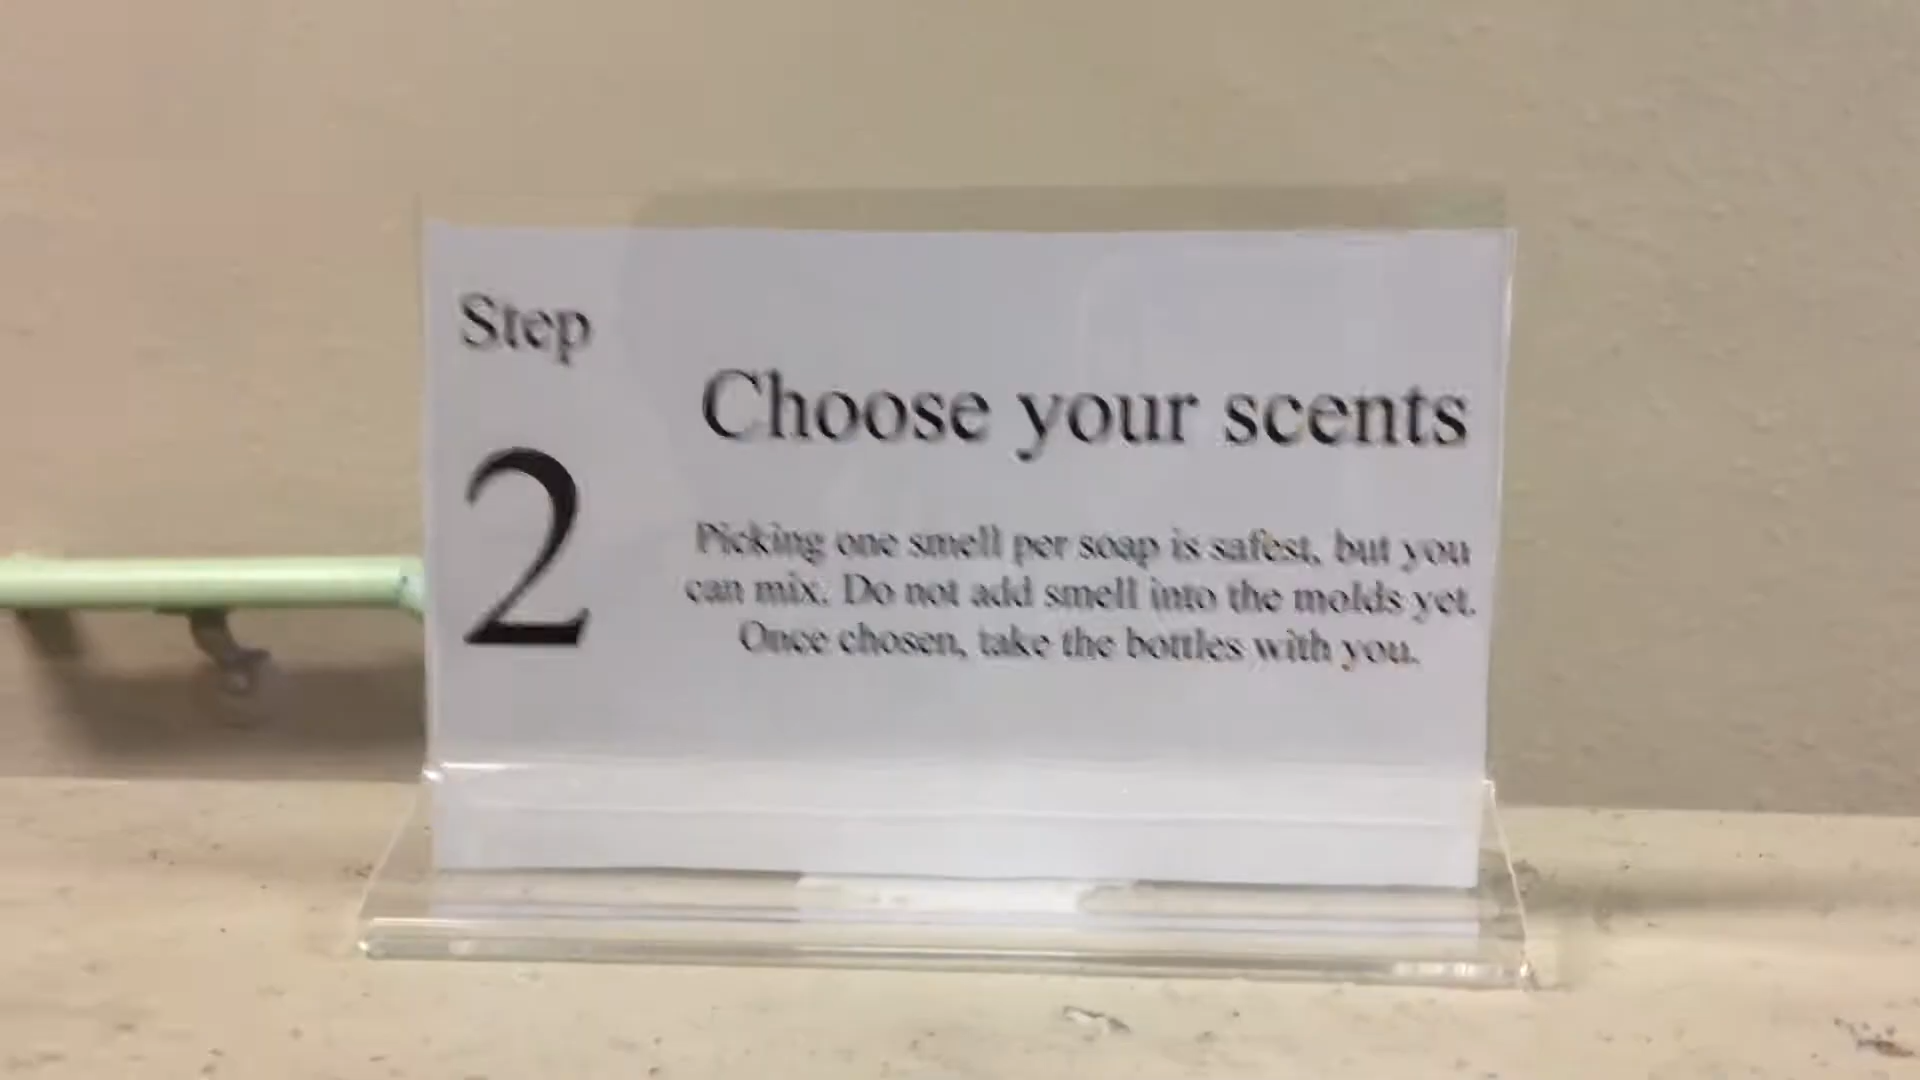 Step
2
Choose your scents
Picking one smell per soap is safest, but you
can mix. Do not add smell into the molds yet.
Once chosen, take the bottles with you.